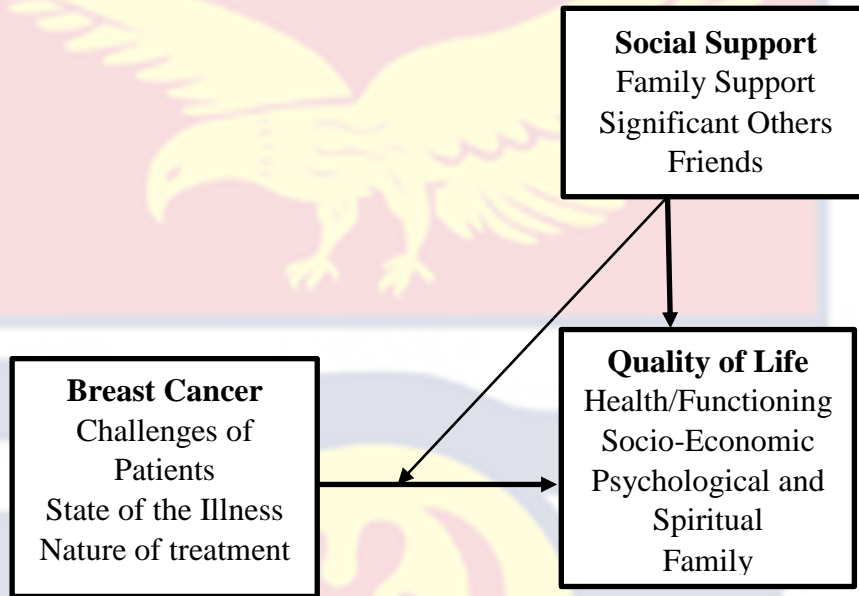 Social Support
Family Support
Significant Others
Friends
Breast Cancer
Challenges of
Patients
State of the Illness
Nature of treatment
Quality of Life
Health/Functioning
Socio-Economic
Psychological and
Spiritual
Family